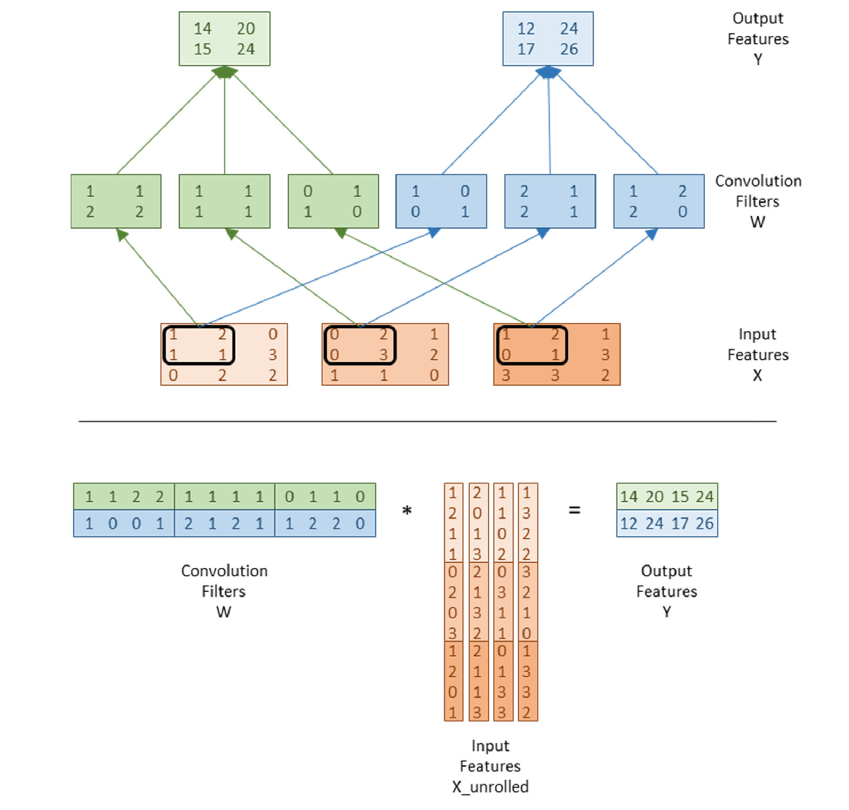 14 20
15 24
12 24
17 26
Output
Features
Y
1 1
2 2
1 1
1 1
0 1
1 0
1 0
0 1
2 1
2 1
1 2
2 0
Convolution
Filters
W
1 2 0
1 1 3
0 2 2
0 2 1
0 3 2
1 1 0
1 2 1
0 1 3
3 3 2
Input
Features
X
1 1 2 2 1 1 1 1 0 1 1 0
1 0 0 1 2 1 2 1 1 2 2 0
Convolution
Filters
W
*
1 2 1 1
2 0 1 3
1 1 0 2
1 3 2 2
0 2 0 3
2 1 3 2
0 3 1 1
3 2 1 0
1 2 0 1
2 1 1 3
0 1 3 3
1 3 3 2
Input
Features
X_unrolled
=
14 20 15 24
12 24 17 26
Output
Features
Y